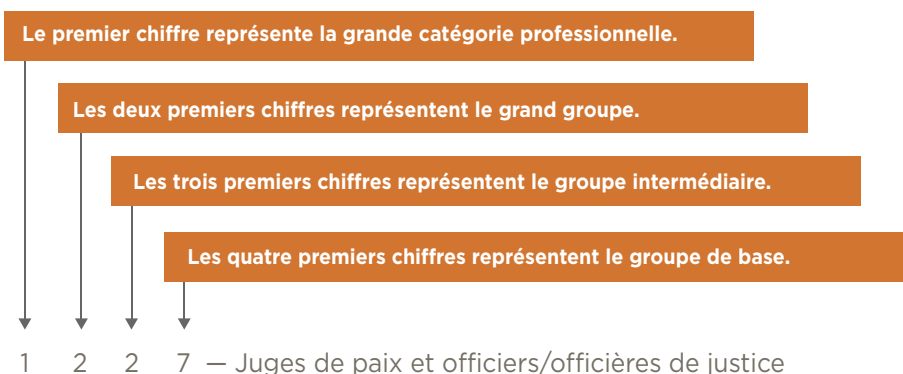 Le premier chiffre représente la grande catégorie professionnelle.
Les deux premiers chiffres représentent le grand groupe.
Les trois premiers chiffres représentent le groupe intermédiaire.
Les quatre premiers chiffres représentent le groupe de base.
1 2 2 7 — Juges de paix et officiers/officières de justice